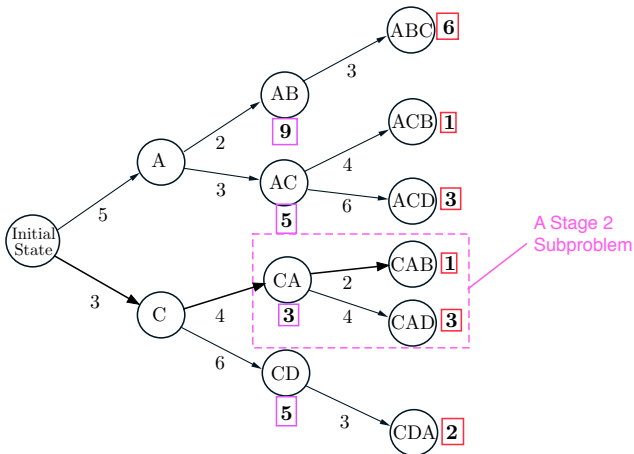 ABC 6
3
AB
9
2
A
ACB 1
4
3
AC
5
6
ACD 3
5
Initial
State
A Stage 2
Subproblem
3
C
4
CA
3
2
CAB 1
4
CAD 3
6
CD
5
3
CDA 2